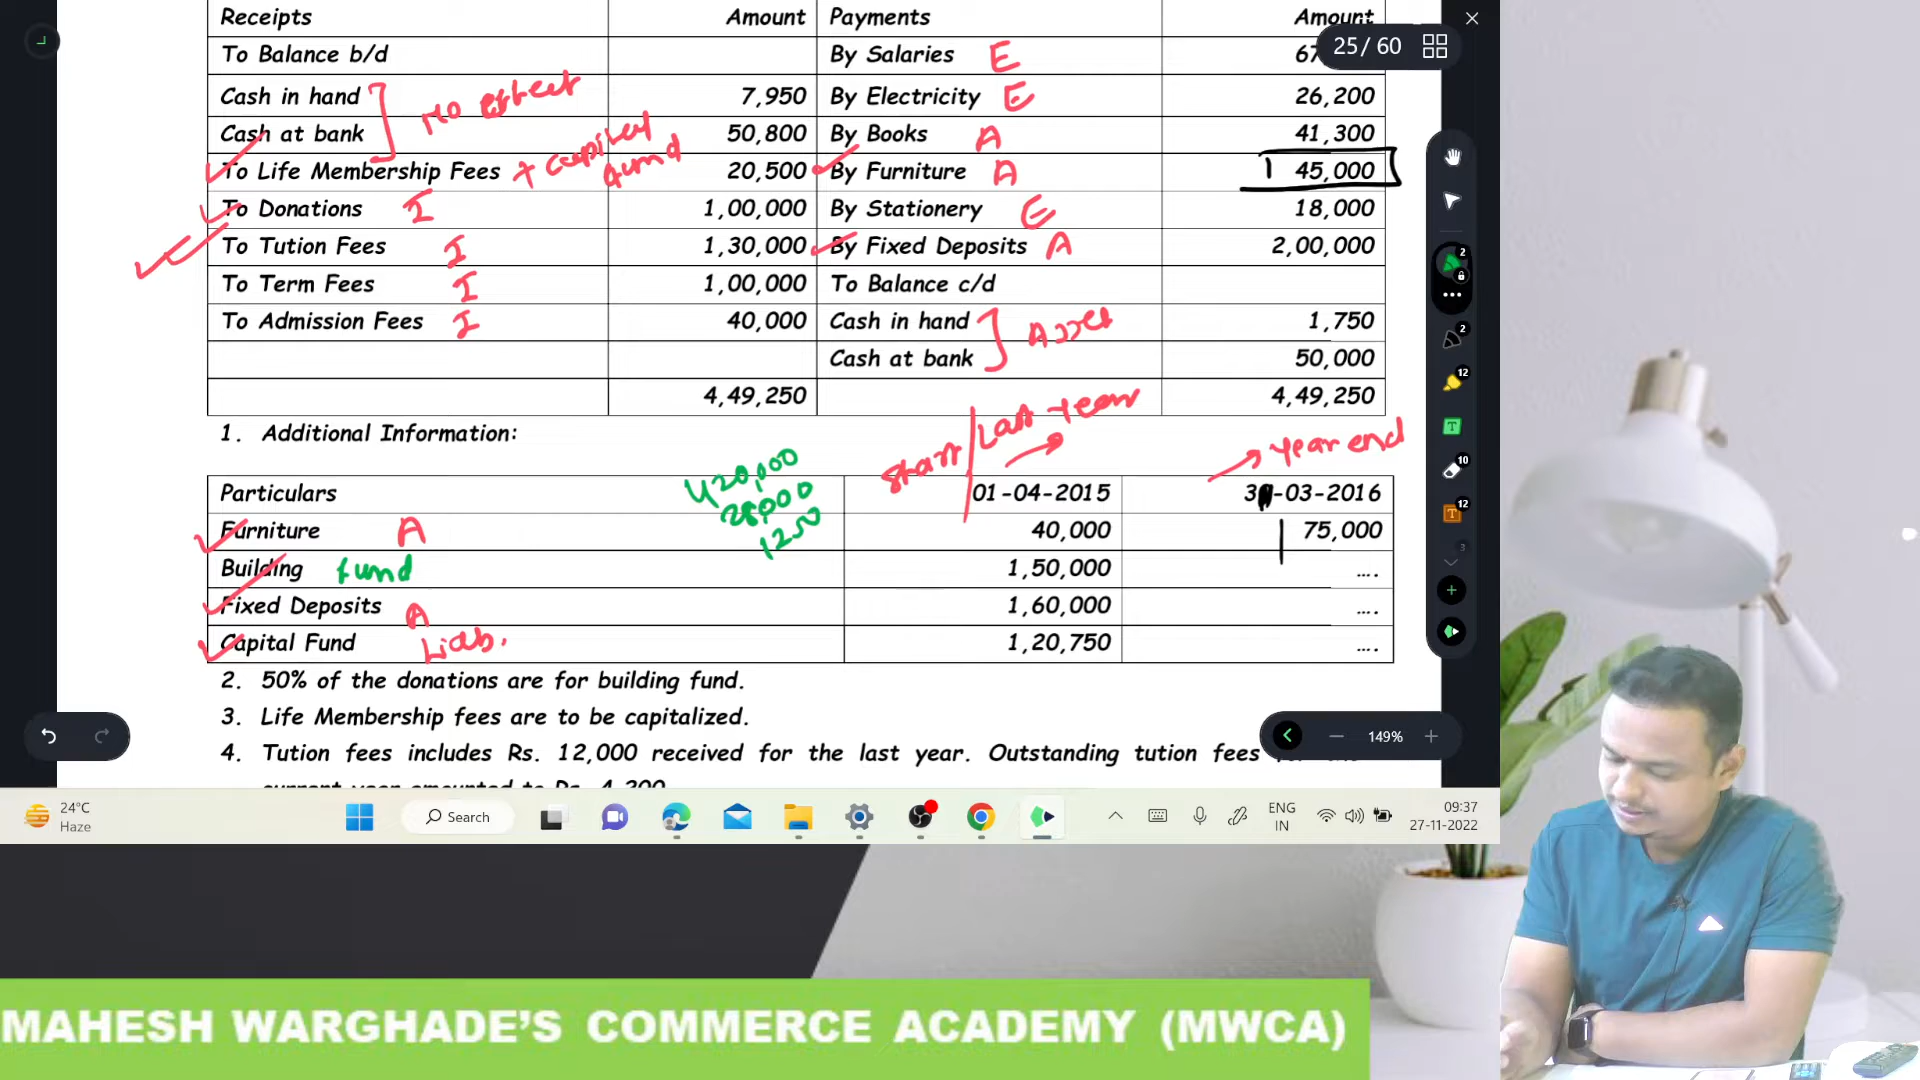 Receipts Amount Payments Amount
25/ 60
To Balance b/d By Salaries E 67
Cash in hand 7,950 By Electricity E 26,200
No effect
Cash at bank 50,800 By Books A 41,300
To Life Membership Fees + capital fund 20,500 By Furniture A 45,000
To Donations I 1,00,000 By Stationery E 18,000
To Tution Fees I 1,30,000 By Fixed Deposits A 2,00,000
To Term Fees I 1,00,000 To Balance c/d
To Admission Fees I 40,000 Cash in hand 1,750
Asset
Cash at bank 50,000
4,49,250 4,49,250
1. Additional Information:
Start/Last Year
Year end
420,000
Particulars 01-04-2015 31-03-2016
1250
Furniture A 40,000 75,000
Building fund 1,50,000 ....
Fixed Deposits A 1,60,000 ....
Capital Fund Liab. 1,20,750 ....
2. 50% of the donations are for building fund.
3. Life Membership fees are to be capitalized.
149%
4. Tution fees includes Rs. 12,000 received for the last year. Outstanding tution fees
24°C
Haze
Search
ENG
IN
09:37
27-11-2022
MAHESH WARGHADE'S COMMERCE ACADEMY (MWCA)